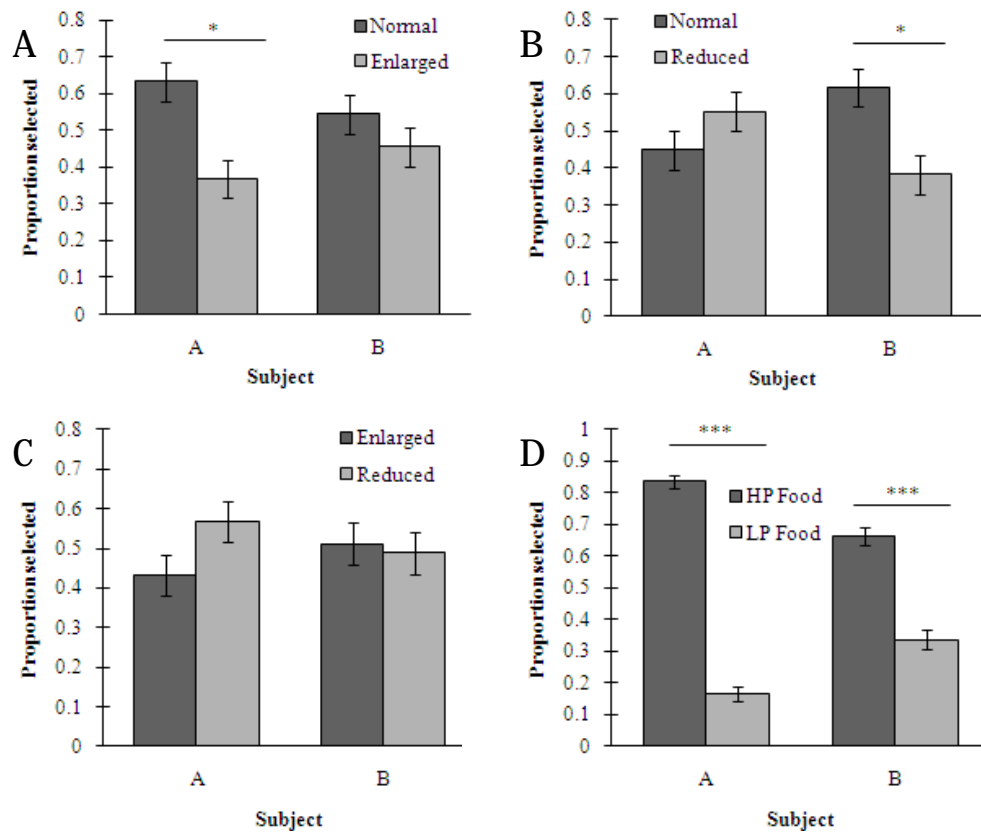 A
Proportion selected
0.8
0.7
0.6
0.5
0.4
0.3
0.2
0.1
0
*
Normal
Enlarged
A
B
Subject
B
Proportion selected
0.8
0.7
0.6
0.5
0.4
0.3
0.2
0.1
0
Normal
Reduced
*
A
B
Subject
C
Proportion selected
0.8
0.7
0.6
0.5
0.4
0.3
0.2
0.1
0
Enlarged
Reduced
A
B
Subject
D
Proportion selected
1
0.9
0.8
0.7
0.6
0.5
0.4
0.3
0.2
0.1
0
***
HP Food
LP Food
***
A
B
Subject